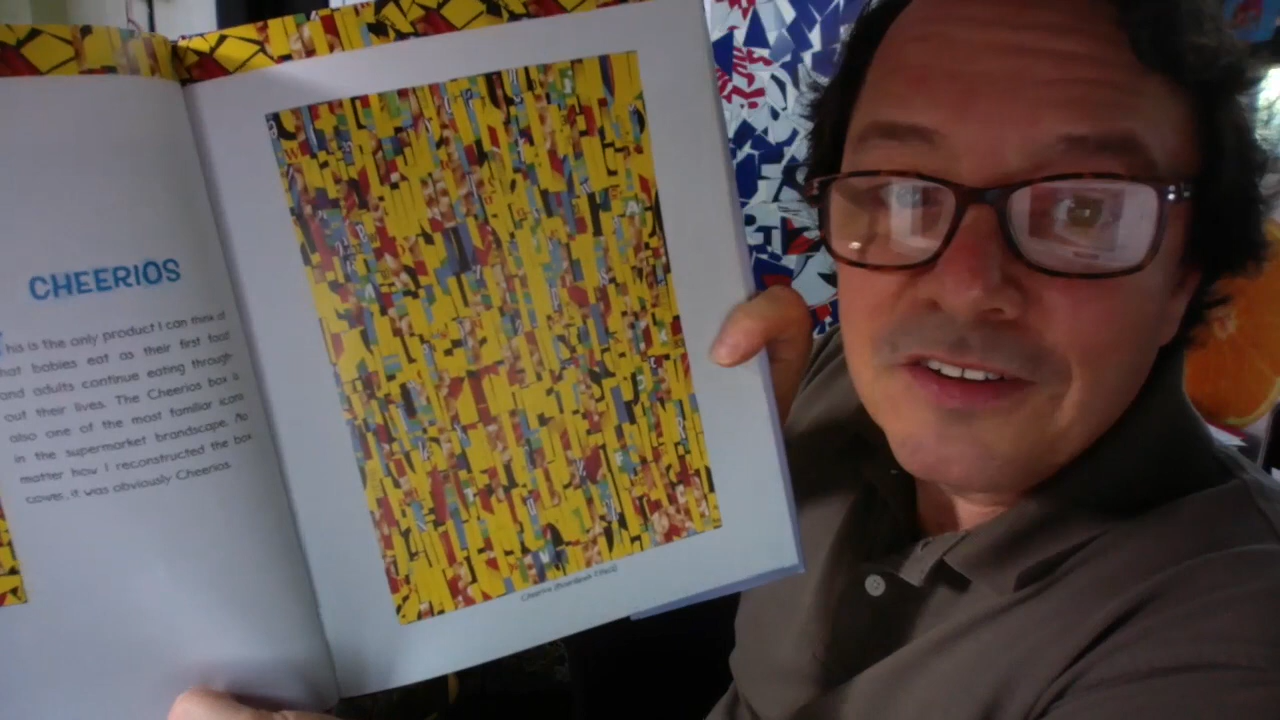 CHEERIOS
his is the only product I can think of
hat babies eat as their first food
and adults continue eating through-
out their lives. The Cheerios box is
also one of the most familiar icons
in the supermarket brandscape. No
matter how I reconstructed the box
cover, it was obviously Cheerios.
Cheerios